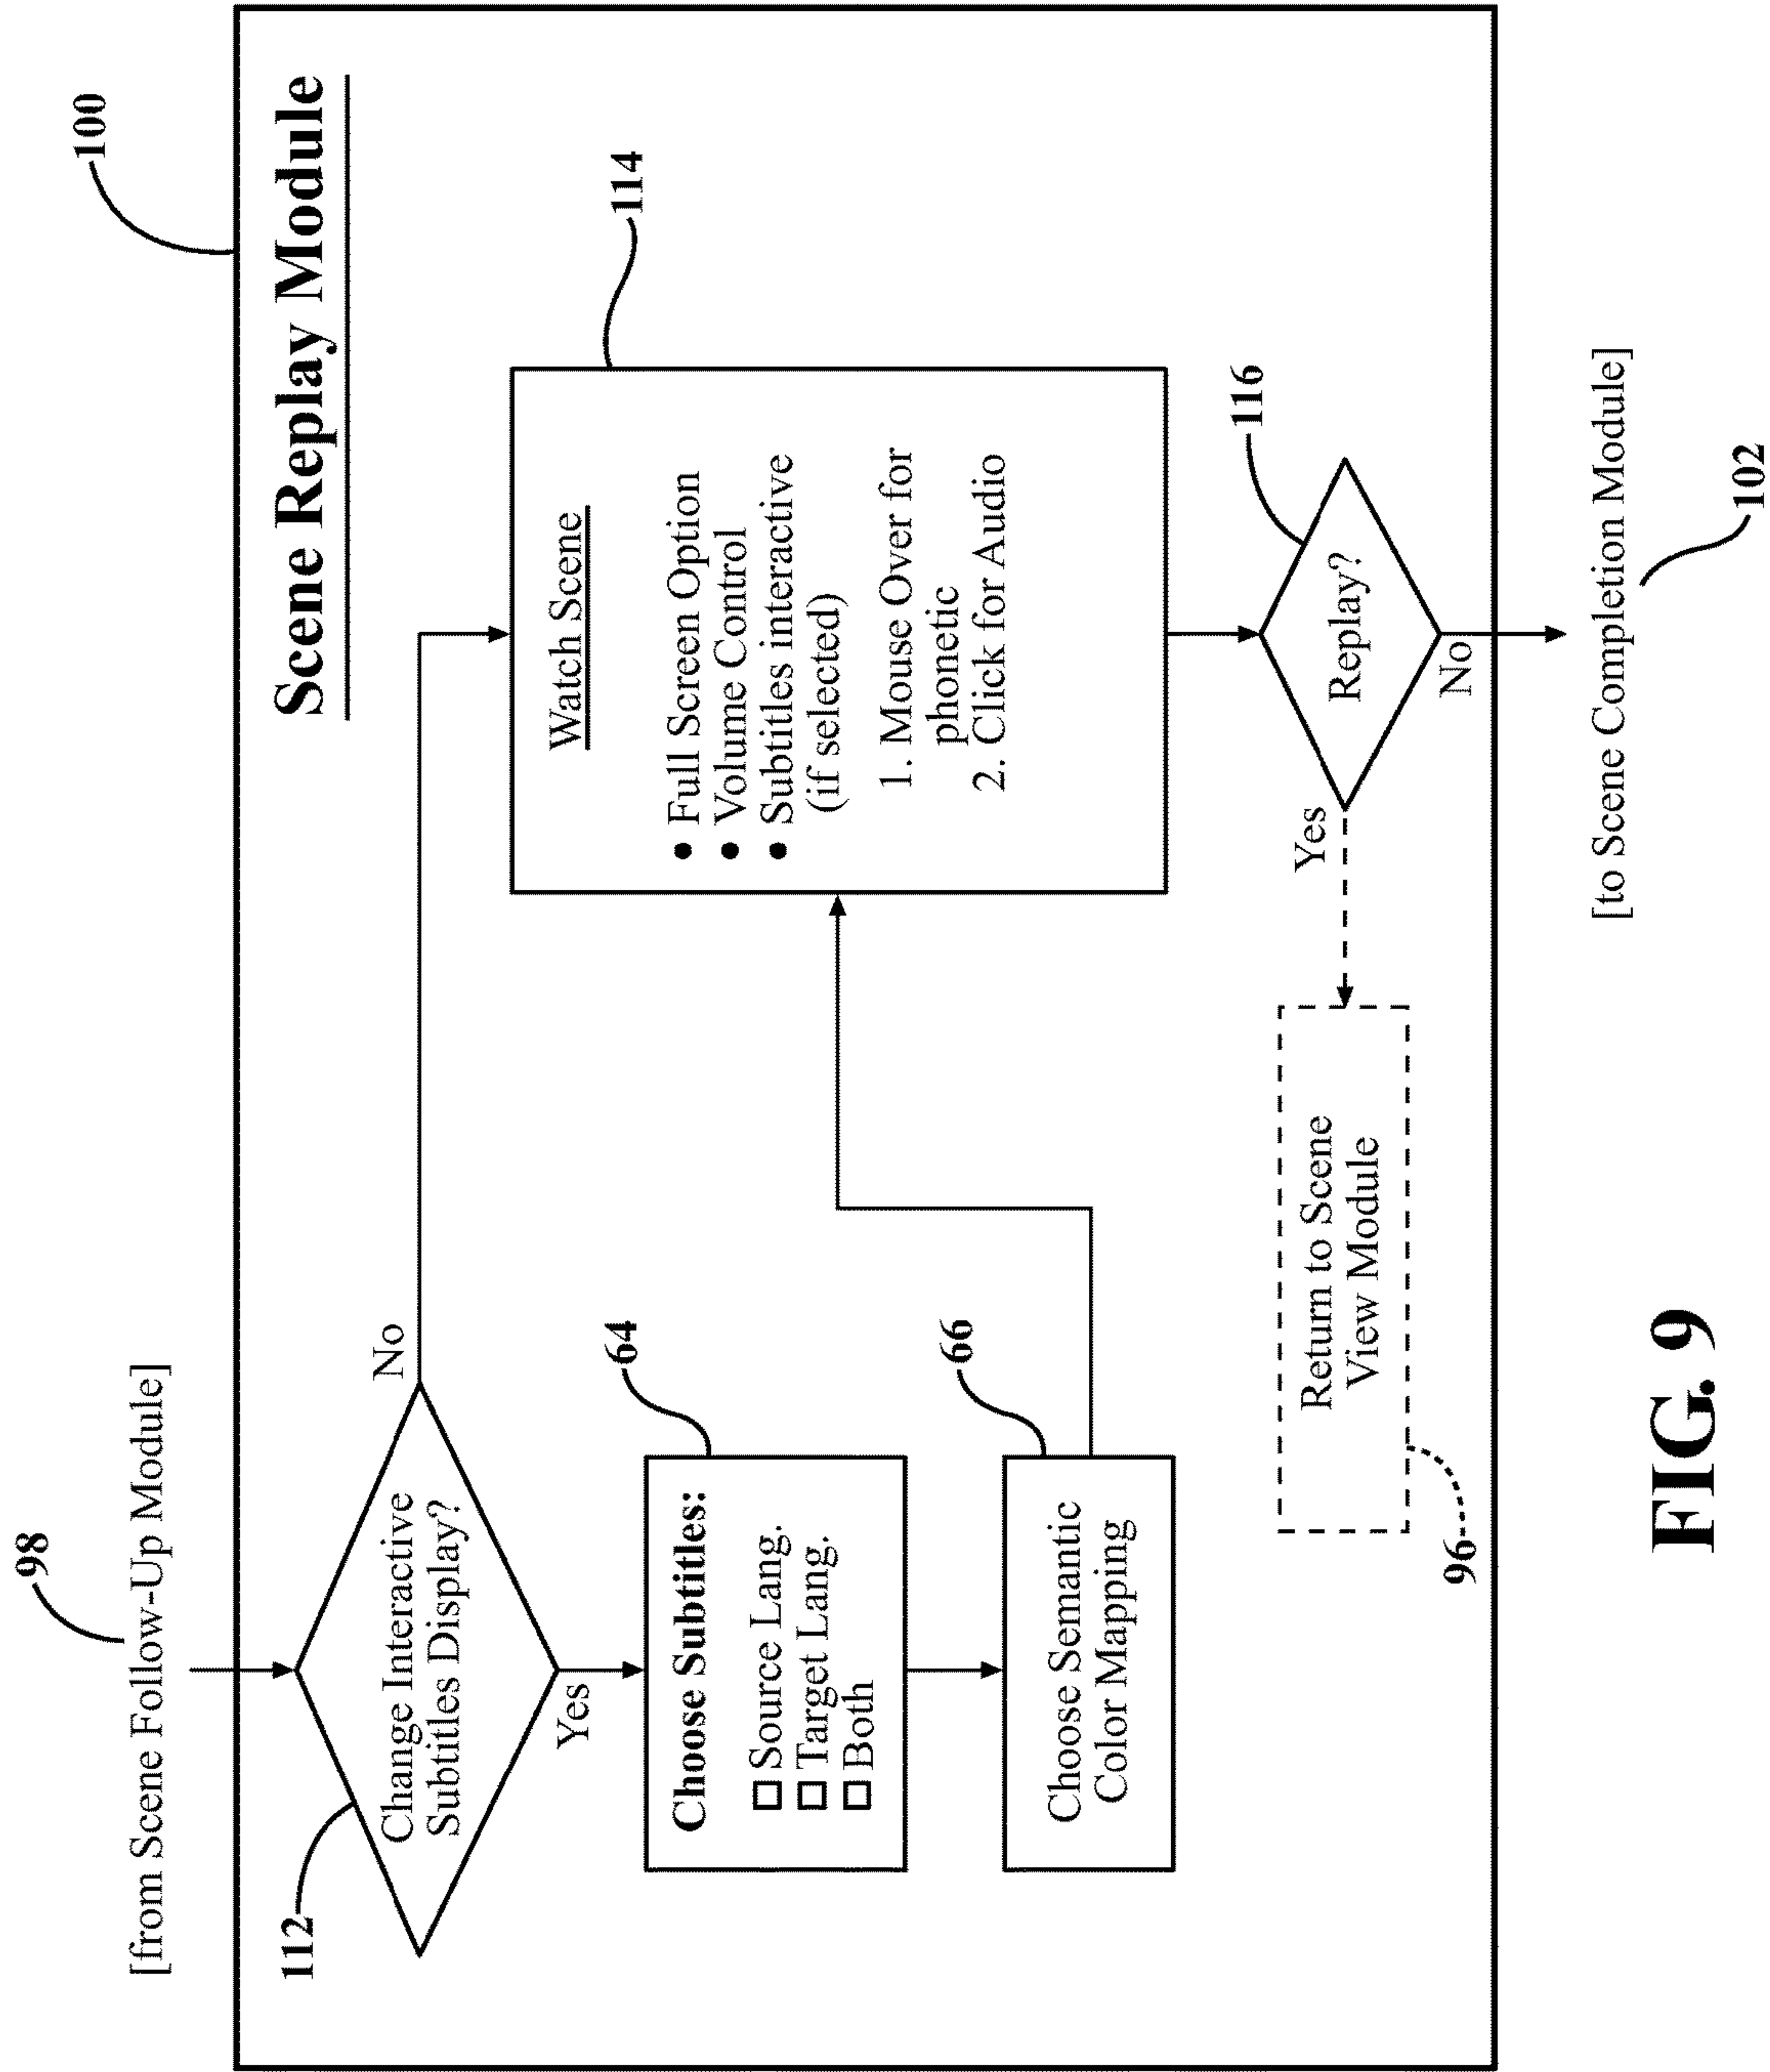 [from Scene Follow-Up Module]
98
100
Scene Replay Module
112
Change Interactive
Subtitles Display?
No
Yes
64
Choose Subtitles:
Source Lang.
Target Lang.
Both
66
Choose Semantic
Color Mapping
114
Watch Scene
• Full Screen Option
• Volume Control
• Subtitles interactive
(if selected)
1. Mouse Over for
phonetic
2. Click for Audio
116
Replay?
Yes
No
Return to Scene
View Module
96
[to Scene Completion Module]
102
FIG. 9